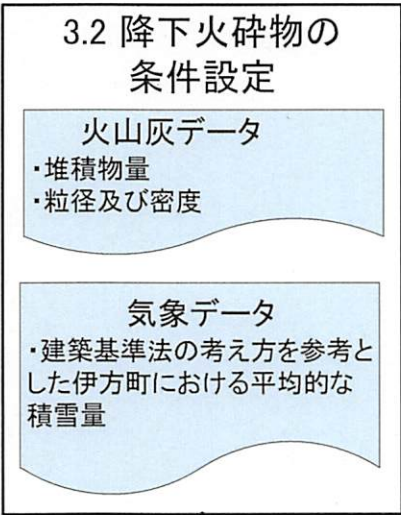 3.2 降下火砕物の
条件設定
火山灰データ
・堆積物量
・粒径及び密度
気象データ
・建築基準法の考え方を参考と
した伊方町における平均的な
積雪量